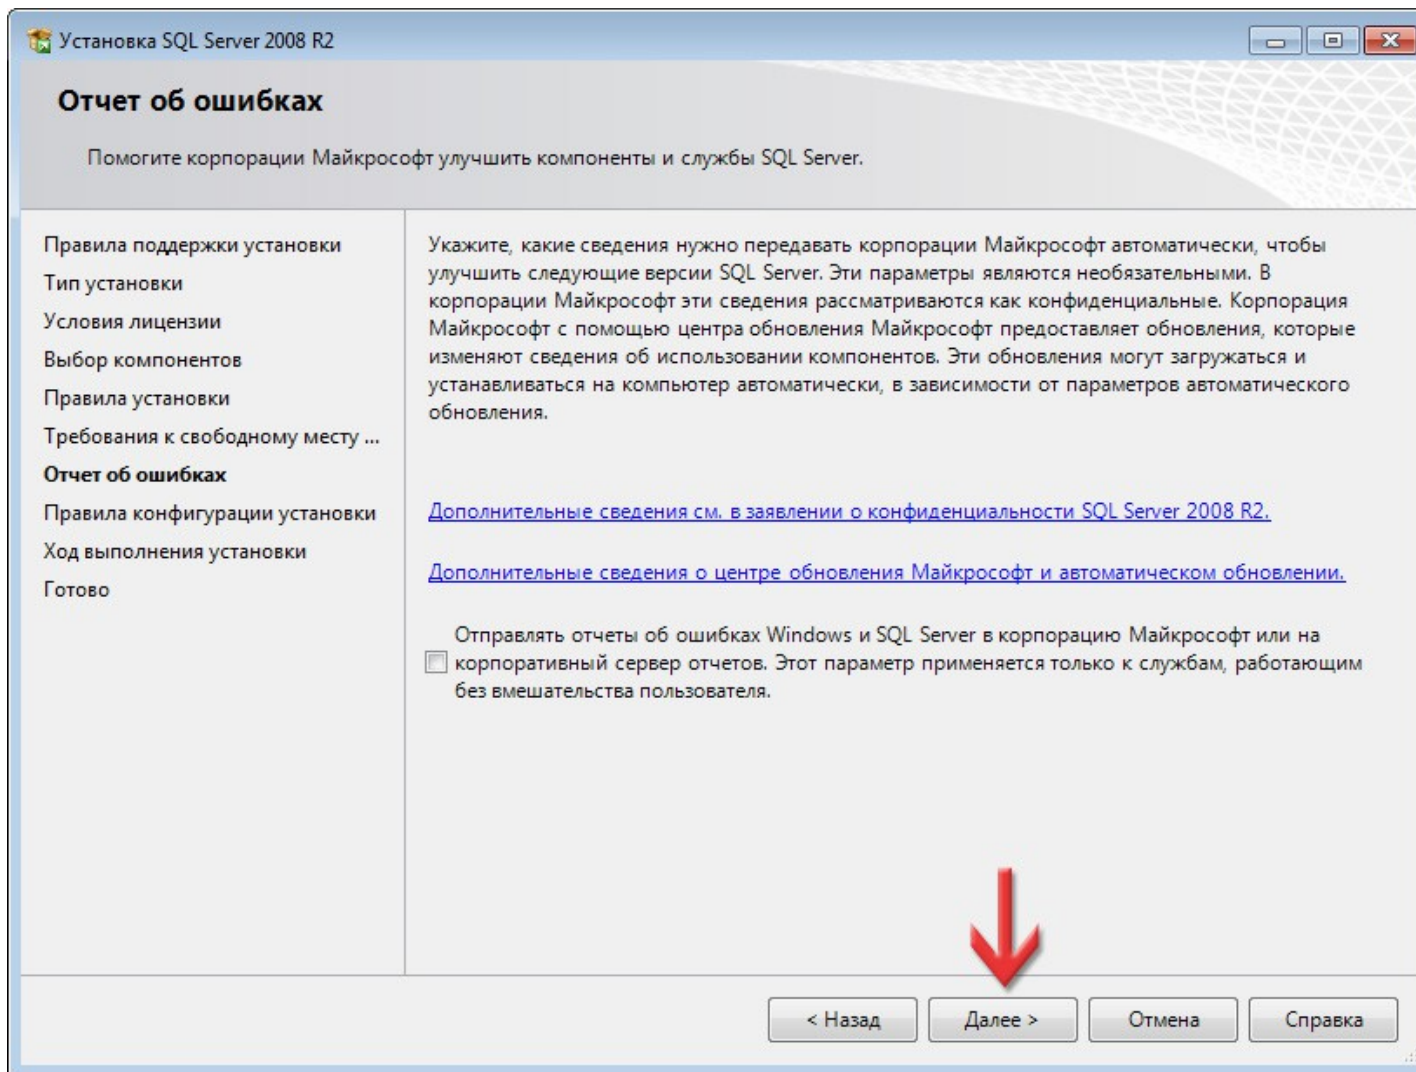 Установка SQL Server 2008 R2
Отчет об ошибках
Помогите корпорации Майкрософт улучшить компоненты и службы SQL Server.
Правила поддержки установки
Тип установки
Условия лицензии
Выбор компонентов
Правила установки
Требования к свободному месту ...
Отчет об ошибках
Правила конфигурации установки
Ход выполнения установки
Готово
Укажите, какие сведения нужно передавать корпорации Майкрософт автоматически, чтобы
улучшить следующие версии SQL Server. Эти параметры являются необязательными. В
корпорации Майкрософт эти сведения рассматриваются как конфиденциальные. Корпорация
Майкрософт с помощью центра обновления Майкрософт предоставляет обновления, которые
изменяют сведения об использовании компонентов. Эти обновления могут загружаться и
устанавливаться на компьютер автоматически, в зависимости от параметров автоматического
обновления.
Дополнительные сведения см. в заявлении о конфиденциальности SQL Server 2008 R2.
Дополнительные сведения о центре обновления Майкрософт и автоматическом обновлении.
Отправлять отчеты об ошибках Windows и SQL Server в корпорацию Майкрософт или на
корпоративный сервер отчетов. Этот параметр применяется только к службам, работающим
без вмешательства пользователя.
< Назад
Далее >
Отмена
Справка